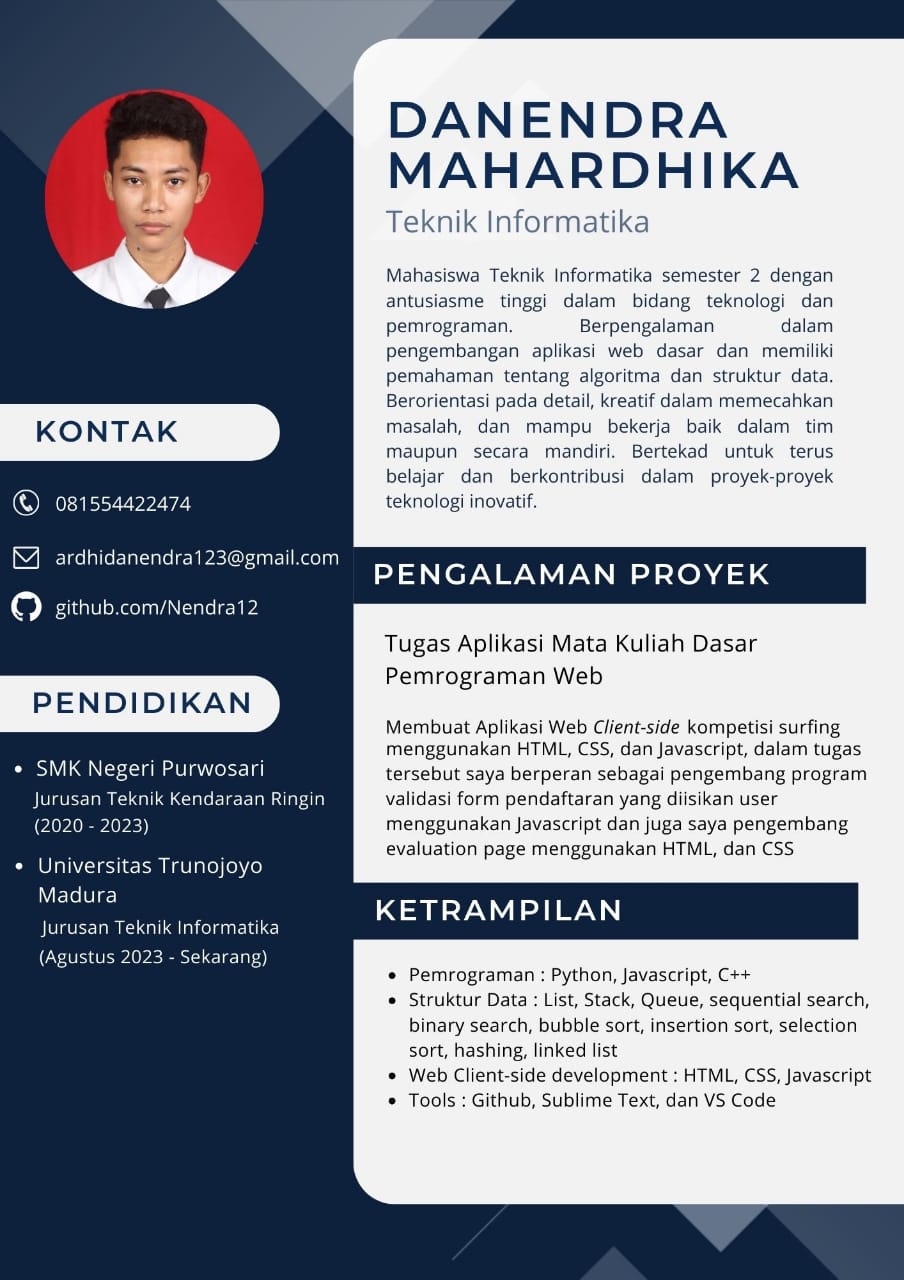 DANENDRA
MAHARDHIKA
Teknik Informatika
Mahasiswa Teknik Informatika semester 2 dengan
antusiasme tinggi dalam bidang teknologi dan
pemrograman. Berpengalaman dalam
pengembangan aplikasi web dasar dan memiliki
pemahaman tentang algoritma dan struktur data.
Berorientasi pada detail, kreatif dalam memecahkan
masalah, dan mampu bekerja baik dalam tim
maupun secara mandiri. Bertekad untuk terus
belajar dan berkontribusi dalam proyek-proyek
teknologi inovatif.
KONTAK
081554422474
ardhidanendra123@gmail.com
github.com/Nendra12
PENDIDIKAN
• SMK Negeri Purwosari
Jurusan Teknik Kendaraan Ringin
(2020 - 2023)
• Universitas Trunojoyo
Madura
Jurusan Teknik Informatika
(Agustus 2023 - Sekarang)
PENGALAMAN PROYEK
Tugas Aplikasi Mata Kuliah Dasar
Pemrograman Web
Membuat Aplikasi Web Client-side kompetisi surfing
menggunakan HTML, CSS, dan Javascript, dalam tugas
tersebut saya berperan sebagai pengembang program
validasi form pendaftaran yang diisikan user
menggunakan Javascript dan juga saya pengembang
evaluation page menggunakan HTML, dan CSS
KETRAMPILAN
• Pemrograman : Python, Javascript, C++
• Struktur Data : List, Stack, Queue, sequential search,
binary search, bubble sort, insertion sort, selection
sort, hashing, linked list
• Web Client-side development : HTML, CSS, Javascript
• Tools : Github, Sublime Text, dan VS Code